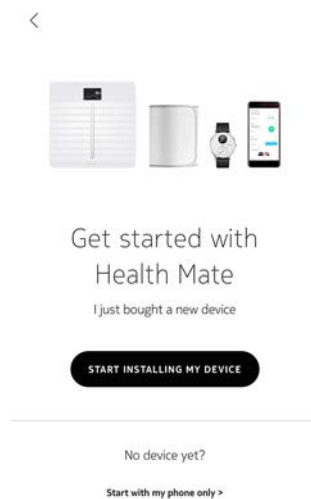 Get started with
Health Mate
I just bought a new device
START INSTALLING MY DEVICE
No device yet?
Start with my phone only >